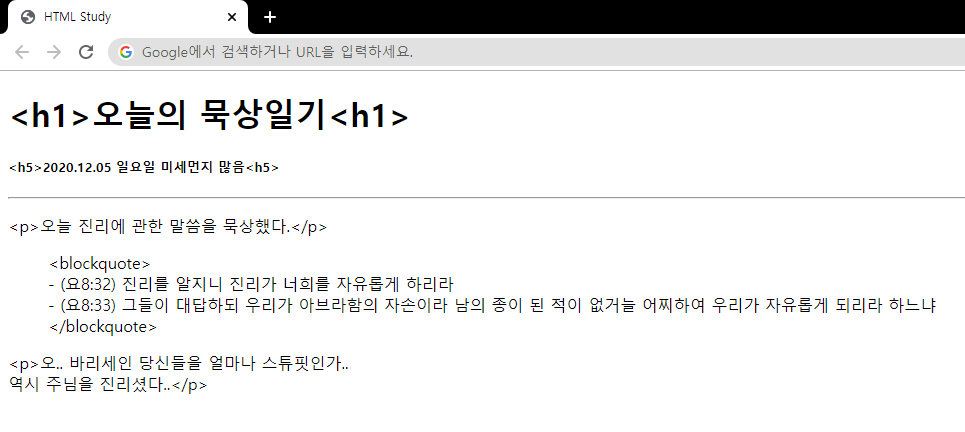 HTML Study
Google에서 검색하거나 URL을 입력하세요.
<h1>오늘의 묵상일기<h1>
<h5>2020.12.05 일요일 미세먼지 많음<h5>
<p>오늘 진리에 관한 말씀을 묵상했다.</p>
<blockquote>
- (요8:32) 진리를 알지니 진리가 너희를 자유롭게 하리라
- (요8:33) 그들이 대답하되 우리가 아브라함의 자손이라 남의 종이 된 적이 없거늘 어찌하여 우리가 자유롭게 되리라 하느냐
</blockquote>
<p>오.. 바리세인 당신들을 얼마나 스튜핏인가..
역시 주님을 진리셨다..</p>